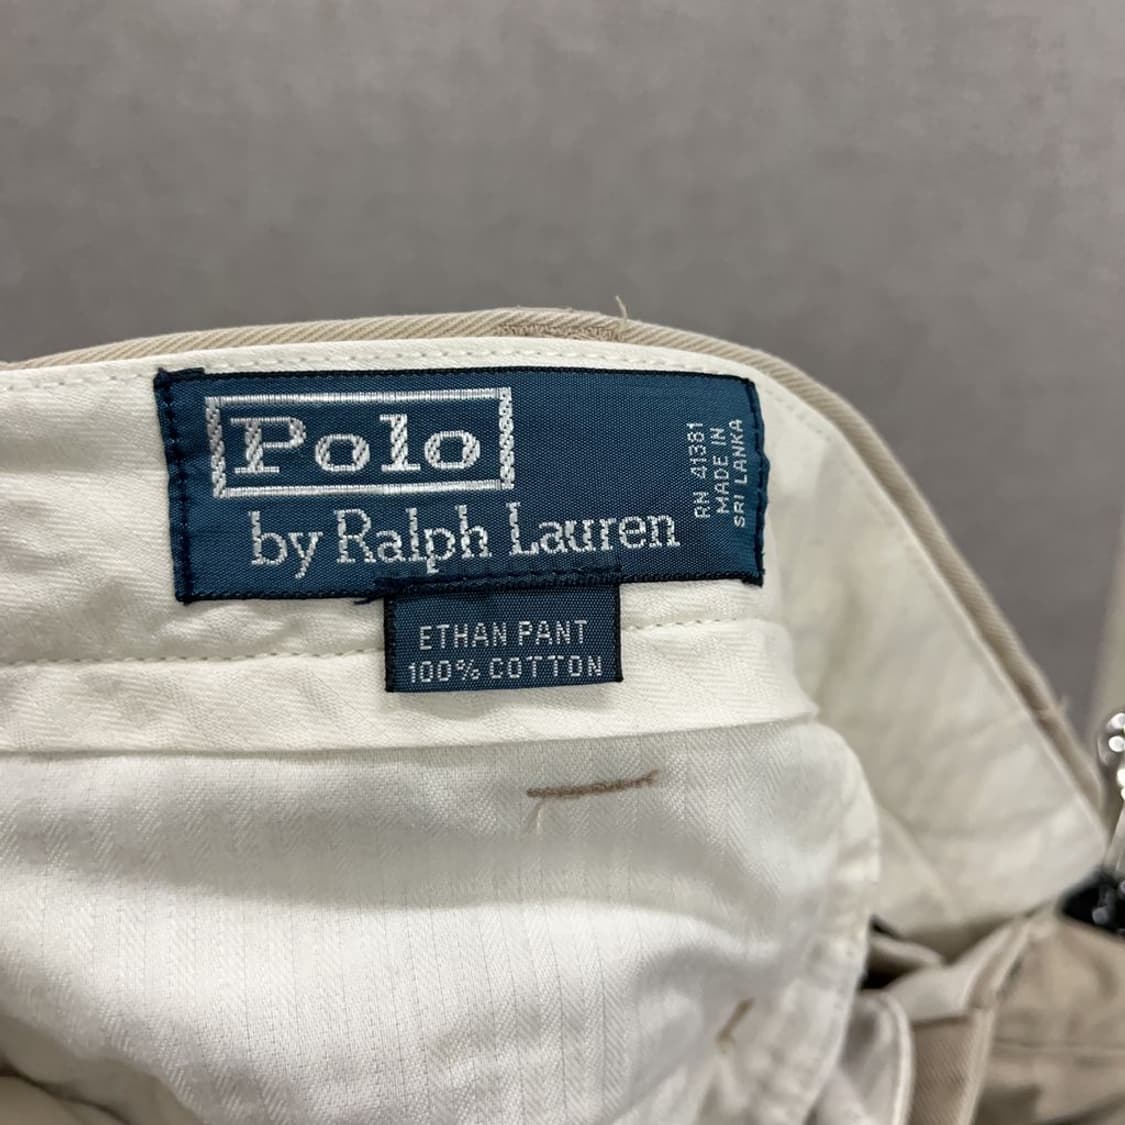 Polo
by Ralph Lauren
RN 41381
MADE IN
SRI LANKA
ETHAN PANT
100% COTTON